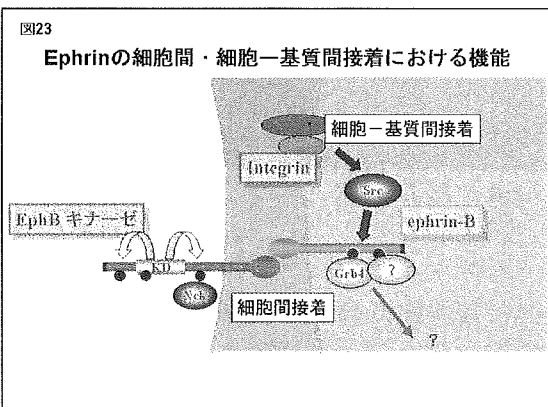 図23
Ephrinの細胞間・細胞―基質間接着における機能
細胞－基質間接着
Integrin
Src
ephrin-B
EphB キナーゼ
KD
Nck
Grb4
?
細胞間接着
?